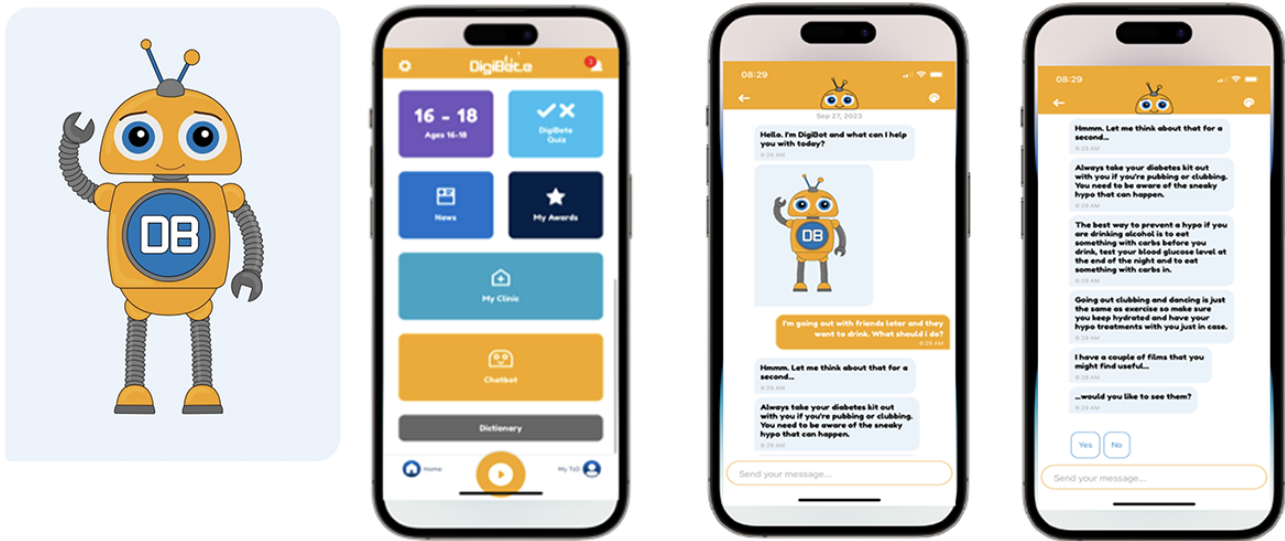 DB
DigiBete
3
16 - 18
Ages 16-18
DigiBete
Quiz
News
My Awards
My Clinic
Chatbot
Dictionary
Home
My T1D
08:29
Sep 27, 2023
Hello. I'm DigiBot and what can I help
you with today?
8:29 AM
DB
I'm going out with friends later and they
want to drink. What should i do?
8:29 AM
Hmmm. Let me think about that for a
second...
8:29 AM
Always take your diabetes kit out
with you if you're pubbing or clubbing.
You need to be aware of the sneaky
hypo that can happen.
8:29 AM
Send your message...
08:29
Hmmm. Let me think about that for a
second...
8:29 AM
Always take your diabetes kit out
with you if you're pubbing or clubbing.
You need to be aware of the sneaky
hypo that can happen.
8:29 AM
The best way to prevent a hypo if you
are drinking alcohol is to eat
something with carbs before you
drink, test your blood glucose level at
the end of the night and to eat
something with carbs in.
8:29 AM
Going out clubbing and dancing is just
the same as exercise so make sure
you keep hydrated and have your
hypo treatments with you just in case.
8:29 AM
I have a couple of films that you
might find useful...
8:29 AM
...would you like to see them?
8:29 AM
Yes
No
Send your message...